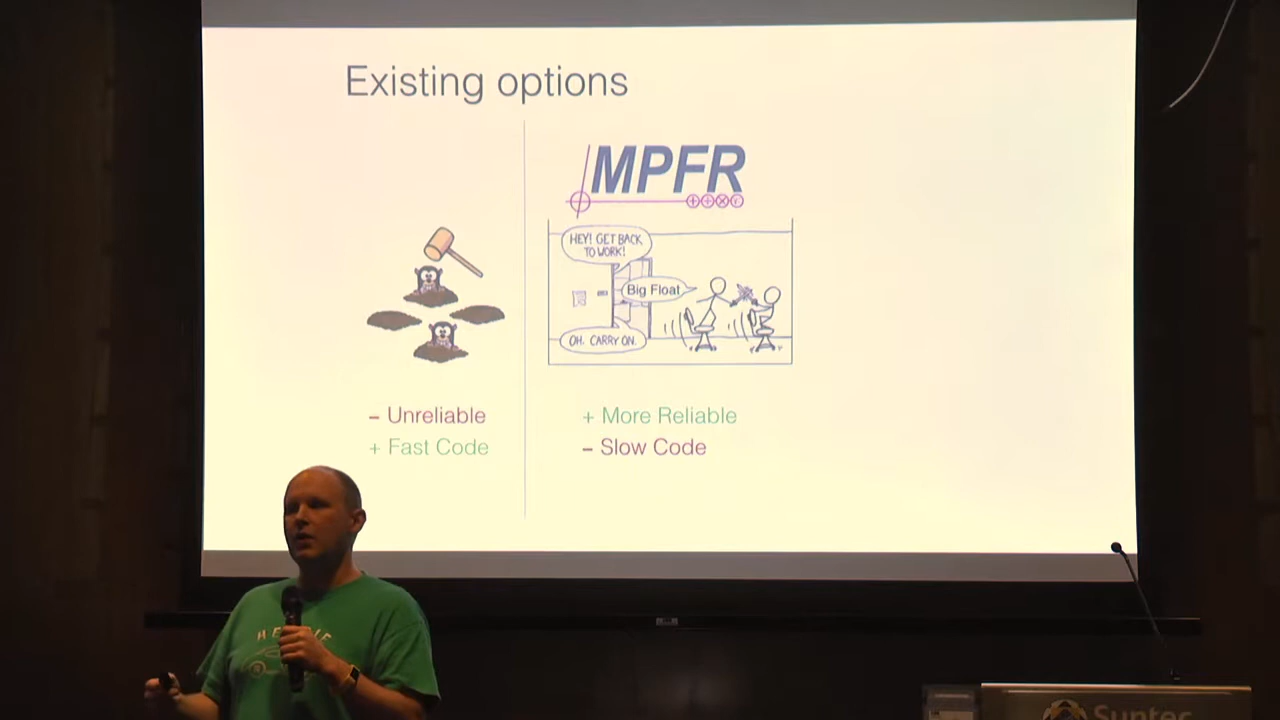 Existing options
MPFR
HEY! GET BACK
TO WORK!
Big Float
OH. CARRY ON.
– Unreliable
+ Fast Code
+ More Reliable
– Slow Code
Suntec